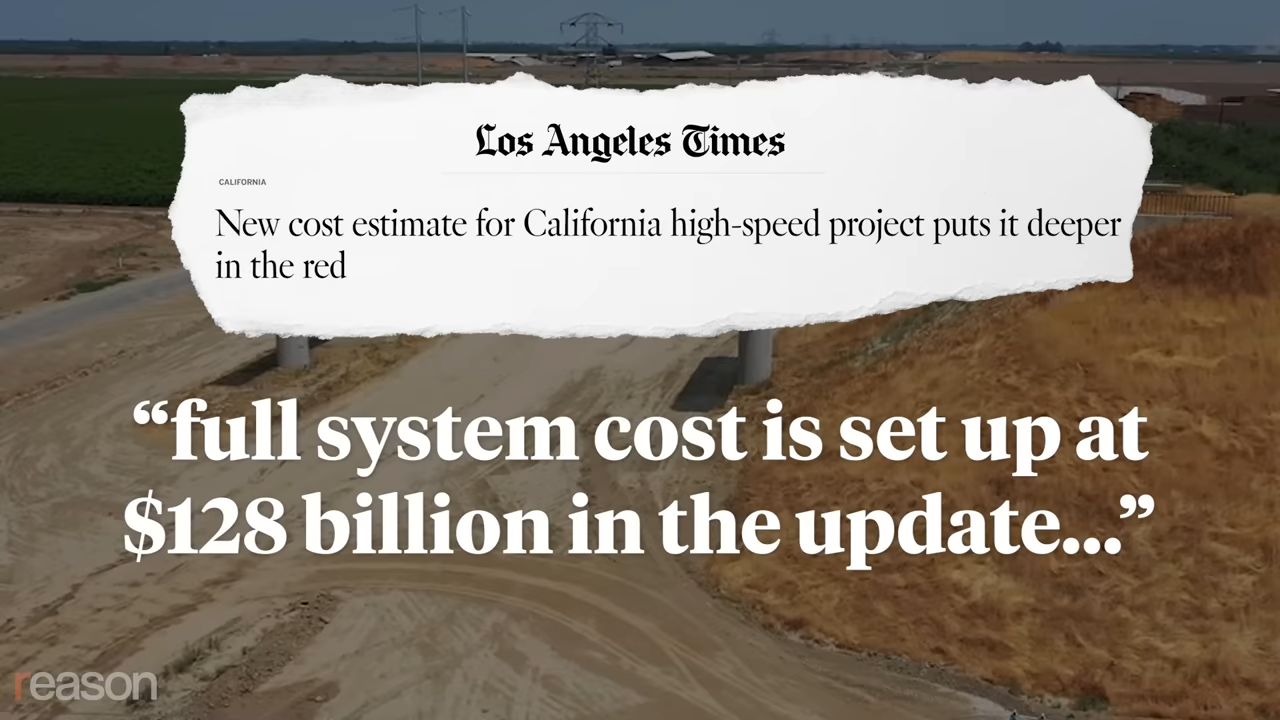 Los Angeles Times
CALIFORNIA
New cost estimate for California high-speed project puts it deeper
in the red
“full system cost is set up at
$128 billion in the update...”
reason